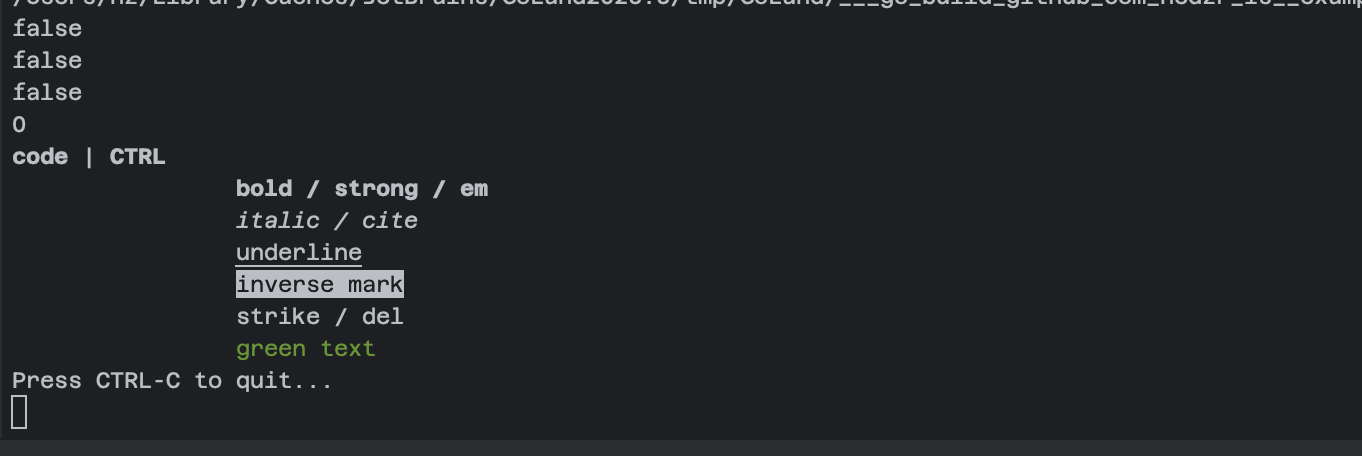 false
false
false
0
code | CTRL
bold / strong / em
italic / cite
underline
inverse mark
strike / del
green text
Press CTRL-C to quit...